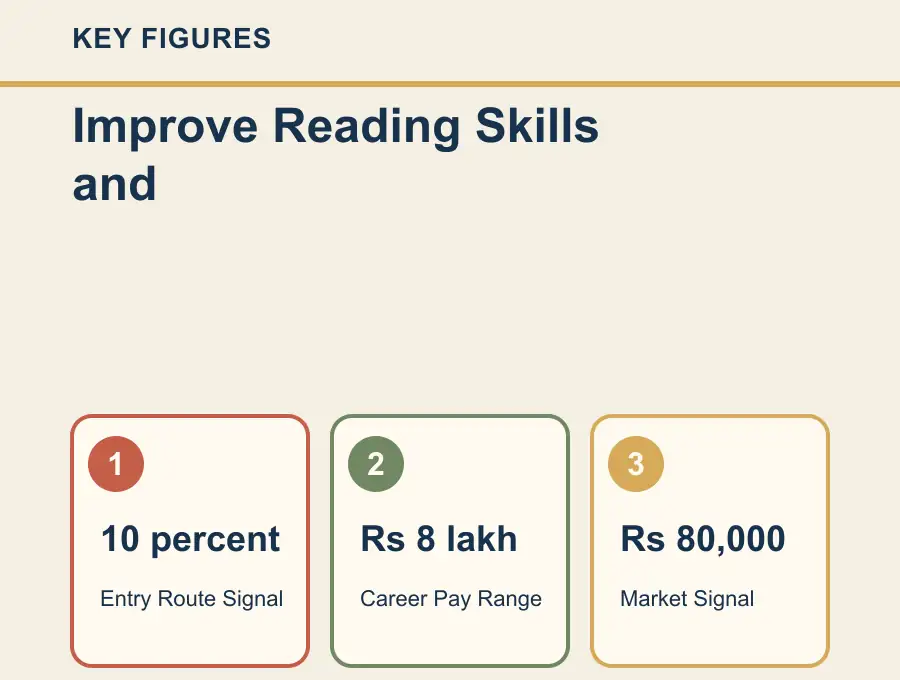 KEY FIGURES
Improve Reading Skills
and
1
10 percent
Entry Route Signal
2
Rs 8 lakh
Career Pay Range
3
Rs 80,000
Market Signal